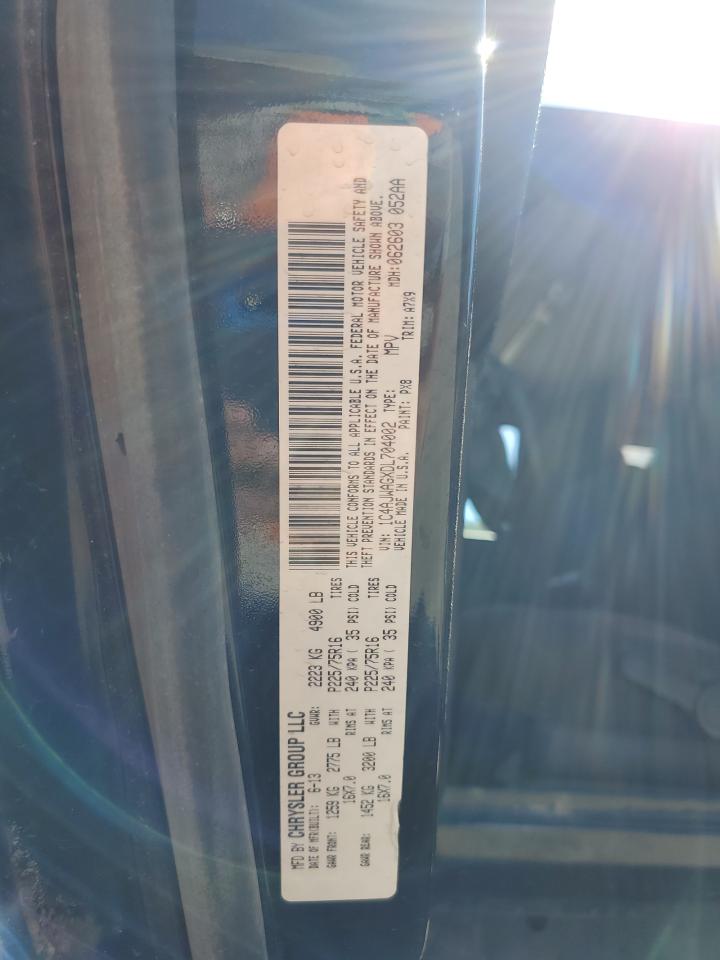 MFD BY CHRYSLER GROUP LLC
DATE OF MFR(BUILT): 6-13 GVWR: 2223 KG 4900 LB
GAWR FRONT: 1259 KG 2775 LB WITH P225/75R16 TIRES
16X7.0 RIMS AT 240 KPA ( 35 PSI) COLD
GAWR REAR: 1452 KG 3200 LB WITH P225/75R16 TIRES
16X7.0 RIMS AT 240 KPA ( 35 PSI) COLD
THIS VEHICLE CONFORMS TO ALL APPLICABLE U.S.A. FEDERAL MOTOR VEHICLE SAFETY AND
THEFT PREVENTION STANDARDS IN EFFECT ON THE DATE OF MANUFACTURE SHOWN ABOVE.
VIN: 1C4AJWAGXDL704002 TYPE: MPV MDH:062603 052AA
VEHICLE MADE IN U.S.A. PAINT: PX8 TRIM: A7X9